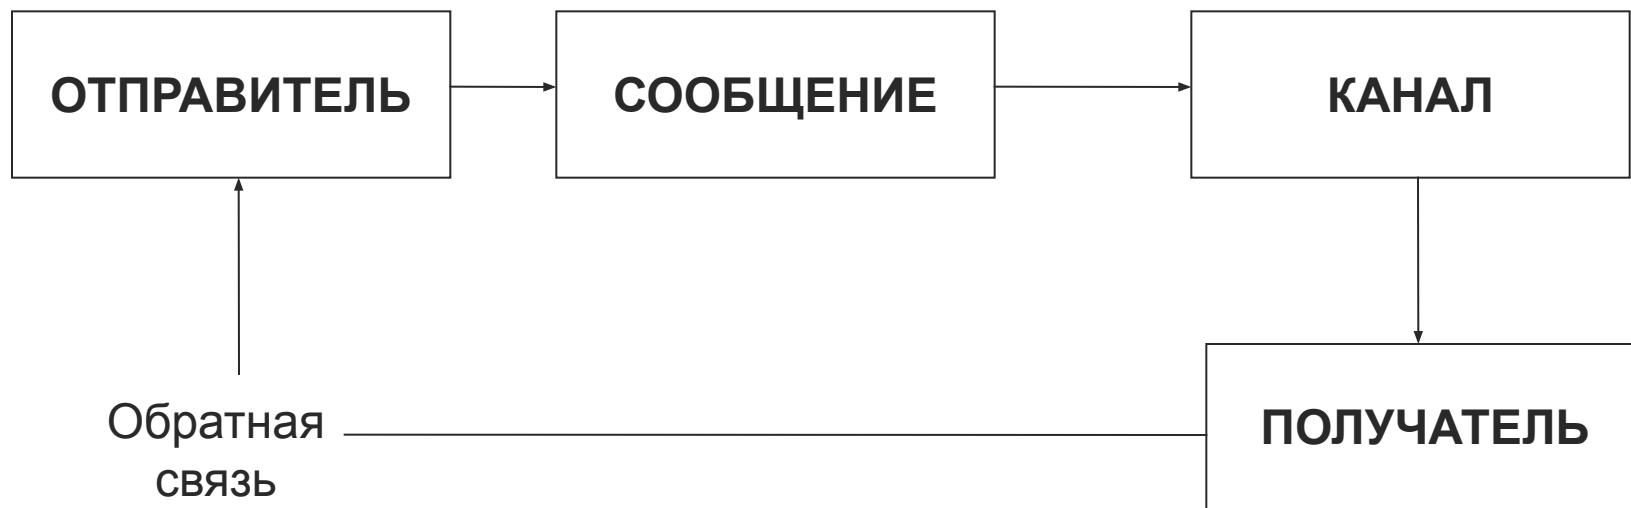 ОТПРАВИТЕЛЬ
СООБЩЕНИЕ
КАНАЛ
Обратная
связь
ПОЛУЧАТЕЛЬ